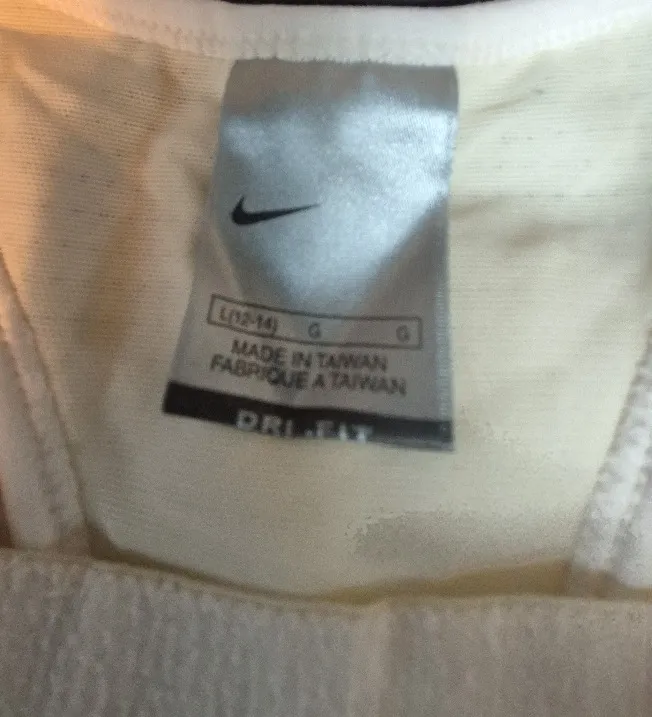 L(12-14) G G
MADE IN TAIWAN
FABRIQUE A TAIWAN
DRI-FIT